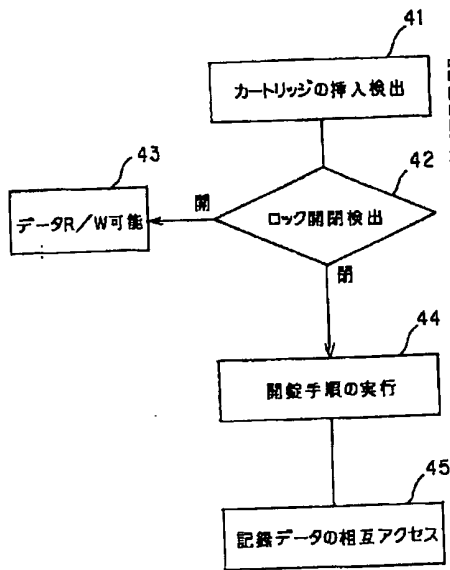 41
カートリッジの挿入検出
42
ロック開閉検出
43
開
データR/W可能
閉
44
開錠手順の実行
45
記録データの相互アクセス